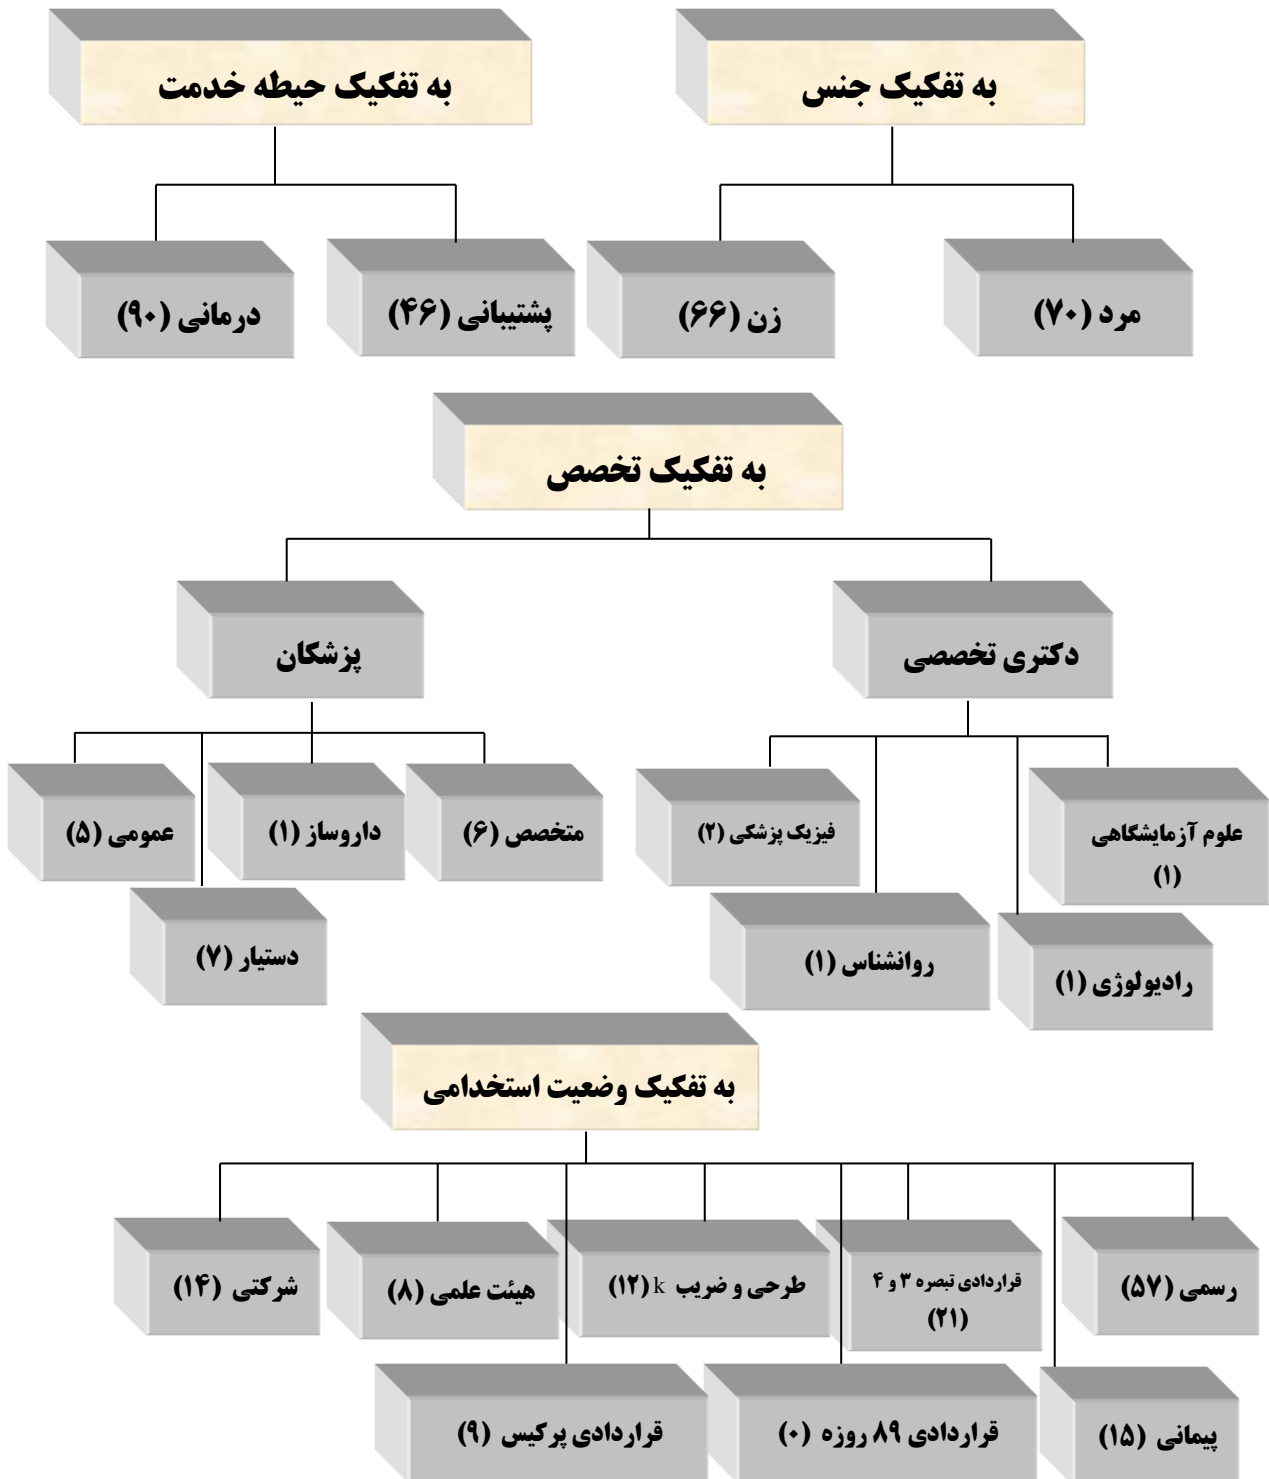 به تفکیک جنس
به تفکیک حیطه خدمت
مرد (۷۰)
زن (۶۶)
پشتیبانی (۴۶)
درمانی (۹۰)
به تفکیک تخصص
دکتری تخصصی
پزشکان
علوم آزمایشگاهی
(۱)
فیزیک پزشکی (۲)
متخصص (۶)
داروساز (۱)
عمومی (۵)
رادیولوژی (۱)
روانشناس (۱)
دستیار (۷)
به تفکیک وضعیت استخدامی
رسمی (۵۷)
قراردادی تبصره ۳ و ۴
(۲۱)
طرحی و ضریب k (۱۲)
هیئت علمی (۸)
شرکتی (۱۴)
پیمانی (۱۵)
قراردادی ۸۹ روزه (۰)
قراردادی پرکیس (۹)